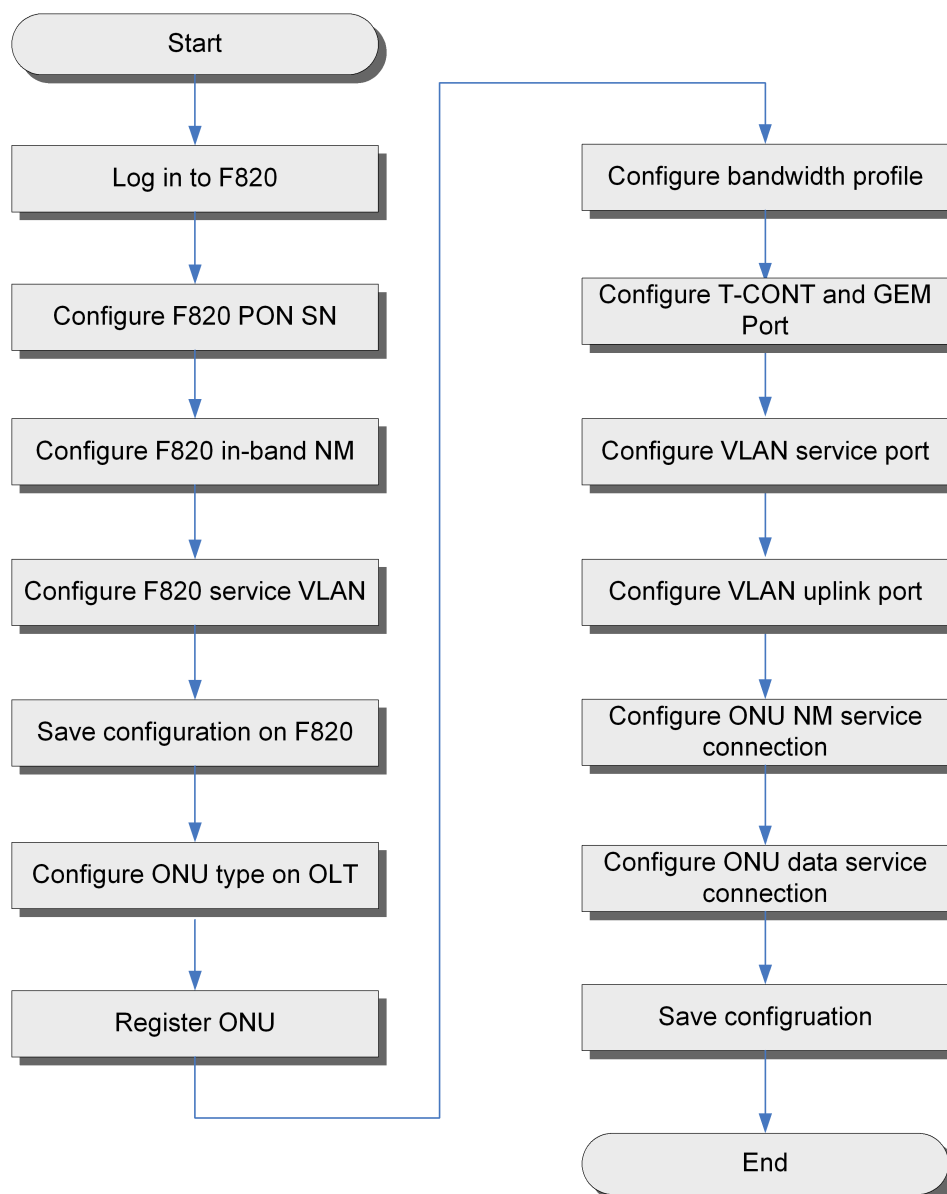 Start
Log in to F820
Configure F820 PON SN
Configure F820 in-band NM
Configure F820 service VLAN
Save configuration on F820
Configure ONU type on OLT
Register ONU
Configure bandwidth profile
Configure T-CONT and GEM
Port
Configure VLAN service port
Configure VLAN uplink port
Configure ONU NM service
connection
Configure ONU data service
connection
Save configruation
End